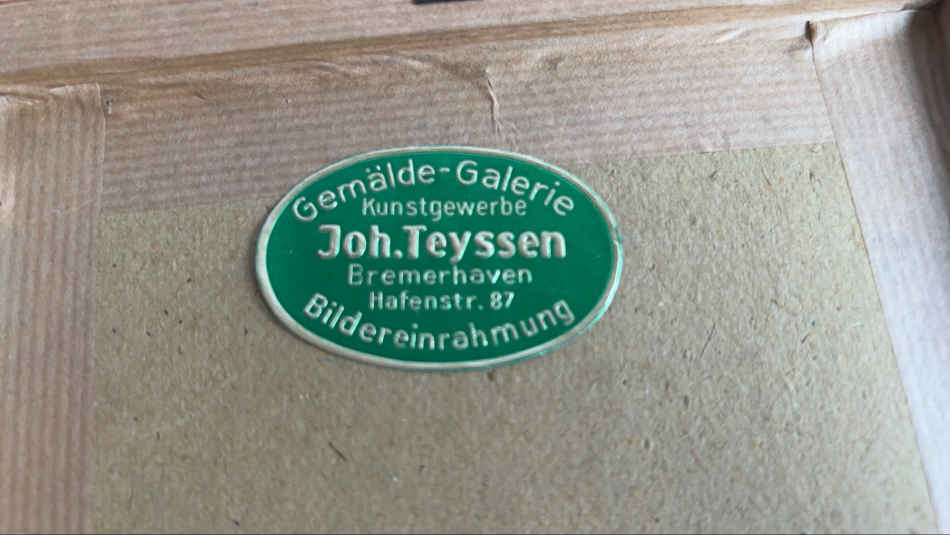 Gemälde-Galerie
Kunstgewerbe
Joh. Teyssen
Bremerhaven
Hafenstr. 87
Bildereinrahmung